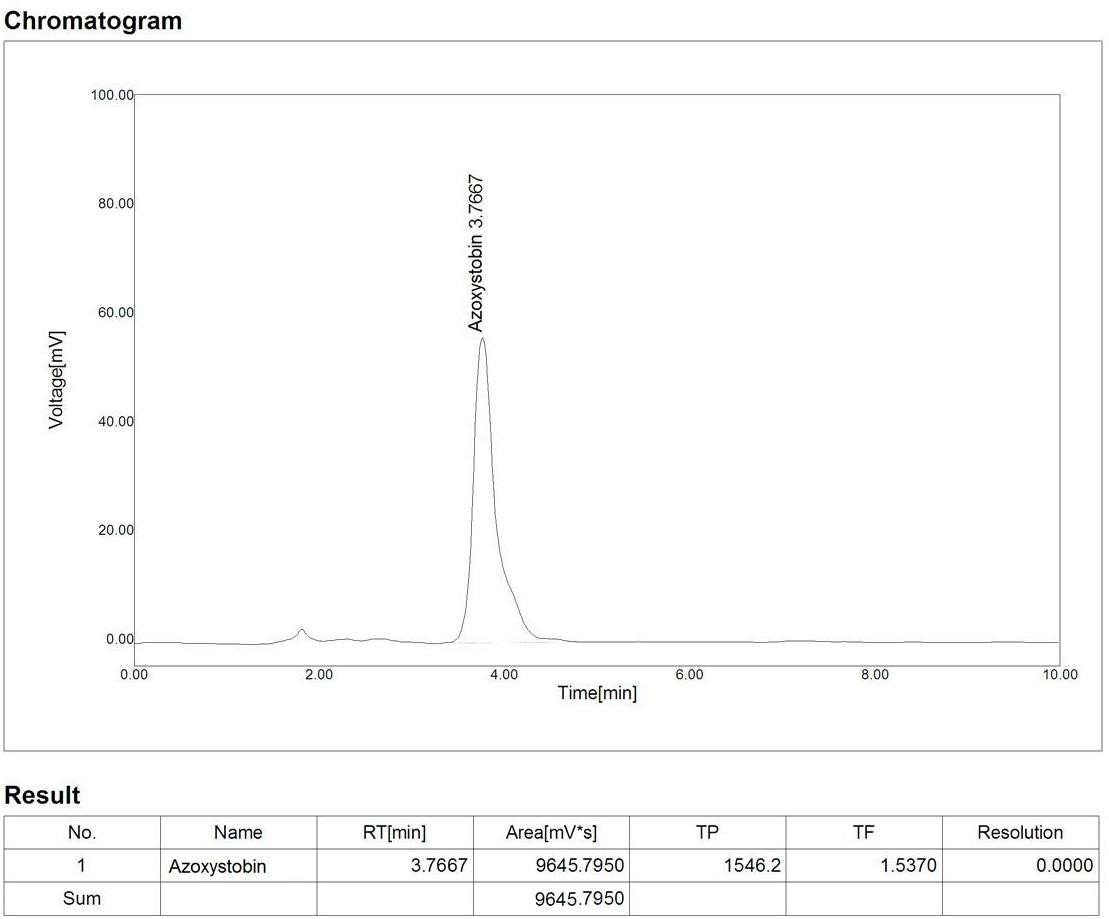 Chromatogram
100.00
80.00
60.00
40.00
20.00
0.00
Voltage[mV]
Azoxystobin 3.7667
0.00 2.00 4.00 6.00 8.00 10.00
Time[min]
Result
No. Name RT[min] Area[mV*s] TP TF Resolution
1 Azoxystobin 3.7667 9645.7950 1546.2 1.5370 0.0000
Sum 9645.7950